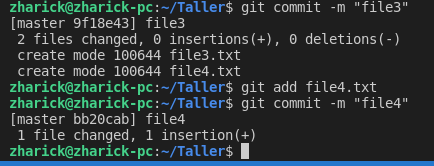 zharick@zharick-pc:~/Taller$ git commit -m "file3"
[master 9f18e43] file3
 2 files changed, 0 insertions(+), 0 deletions(-)
 create mode 100644 file3.txt
 create mode 100644 file4.txt
zharick@zharick-pc:~/Taller$ git add file4.txt
zharick@zharick-pc:~/Taller$ git commit -m "file4"
[master bb20cab] file4
 1 file changed, 1 insertion(+)
zharick@zharick-pc:~/Taller$